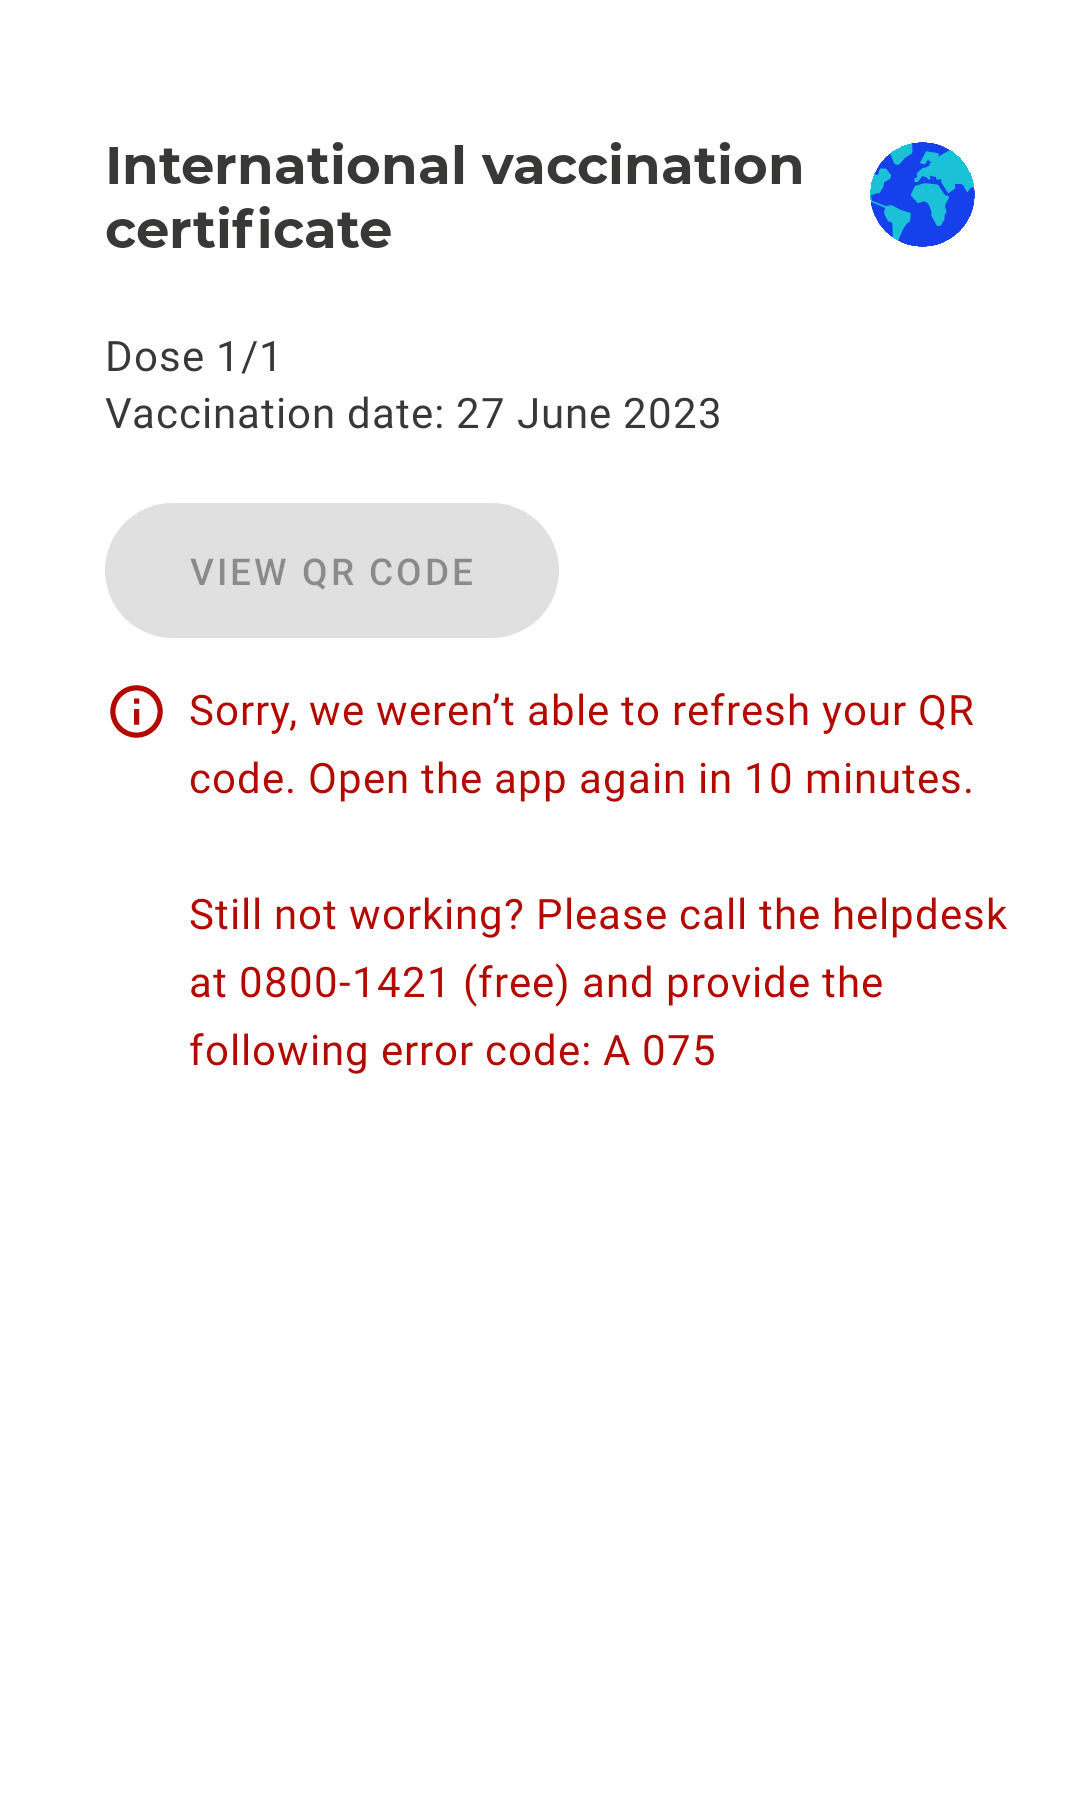 International vaccination
certificate
Dose 1/1
Vaccination date: 27 June 2023
VIEW QR CODE
Sorry, we weren’t able to refresh your QR
code. Open the app again in 10 minutes.
Still not working? Please call the helpdesk
at 0800-1421 (free) and provide the
following error code: A 075